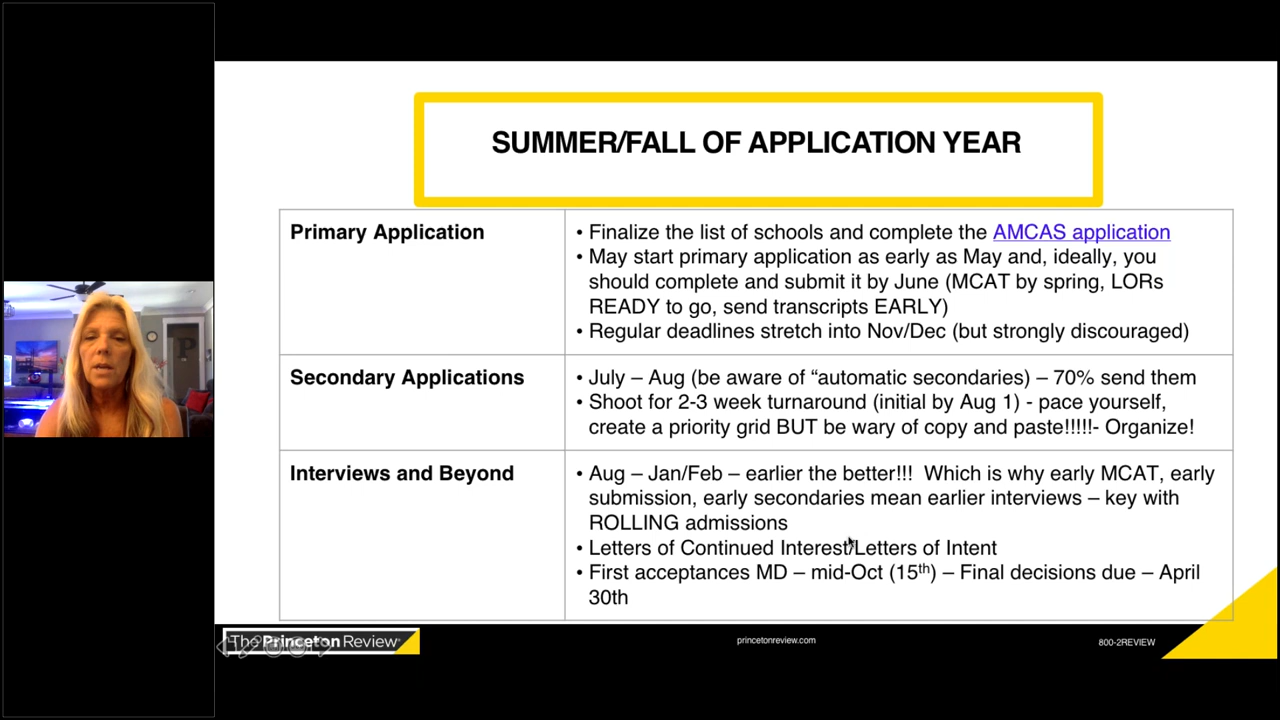 SUMMER/FALL OF APPLICATION YEAR
Primary Application
• Finalize the list of schools and complete the AMCAS application
• May start primary application as early as May and, ideally, you
should complete and submit it by June (MCAT by spring, LORs
READY to go, send transcripts EARLY)
• Regular deadlines stretch into Nov/Dec (but strongly discouraged)
Secondary Applications
• July – Aug (be aware of “automatic secondaries) – 70% send them
• Shoot for 2-3 week turnaround (initial by Aug 1) - pace yourself,
create a priority grid BUT be wary of copy and paste!!!!!- Organize!
Interviews and Beyond
• Aug – Jan/Feb – earlier the better!!! Which is why early MCAT, early
submission, early secondaries mean earlier interviews – key with
ROLLING admissions
• Letters of Continued Interest/Letters of Intent
• First acceptances MD – mid-Oct (15th) – Final decisions due – April
30th
The Princeton Review
princetonreview.com
800-2REVIEW
P